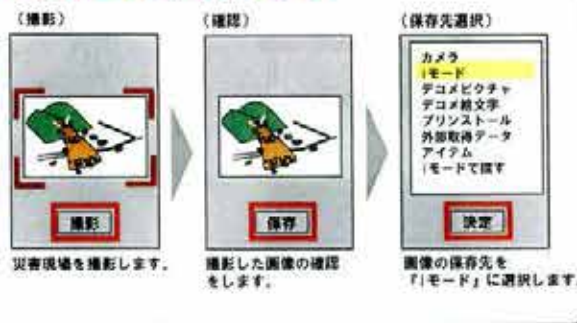 （撮影）
（確認）
（保存先選択）
カメラ
iモード
デコメピクチャ
デコメ絵文字
プリインストール
外部取得データ
アイテム
iモードで探す
撮影
保存
決定
災害現場を撮影します。
撮影した画像の確認
をします。
画像の保存先を
『iモード』に選択します。